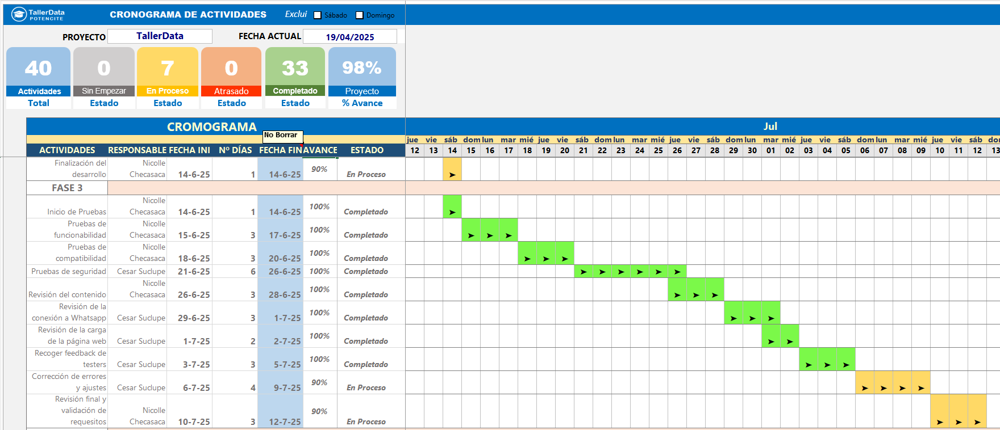 TallerData
POTENCITE
CRONOGRAMA DE ACTIVIDADES
Exclui
Sábado
Domingo
PROYECTO
TallerData
FECHA ACTUAL
19/04/2025
40 0 7 0 33 98%
Actividades Sin Empezar En Proceso Atrasado Completado Proyecto
Total Estado Estado Estado Estado % Avance
CROMOGRAMA
Jul
No Borrar
jue vie sáb dom lun mar mié jue vie sáb dom lun mar mié jue vie sáb dom lun mar mié jue vie sáb dom lun mar mié jue vie sáb dom
ACTIVIDADES RESPONSABLE FECHA INI Nº DÍAS FECHA FIN AVANCE ESTADO
12 13 14 15 16 17 18 19 20 21 22 23 24 25 26 27 28 29 30 01 02 03 04 05 06 07 08 09 10 11 12 13
Finalización del desarrollo Nicolle Checasaca 14-6-25 1 14-6-25 90% En Proceso
FASE 3
Inicio de Pruebas Nicolle Checasaca 14-6-25 1 14-6-25 100% Completado
Pruebas de funcionabilidad Nicolle Checasaca 15-6-25 3 17-6-25 100% Completado
Pruebas de compatibilidad Nicolle Checasaca 18-6-25 3 20-6-25 100% Completado
Pruebas de seguridad Cesar Suclupe 21-6-25 6 26-6-25 100% Completado
Revisión del contenido Nicolle Checasaca 26-6-25 3 28-6-25 100% Completado
Revisión de la conexión a Whatsapp Cesar Suclupe 29-6-25 3 1-7-25 100% Completado
Revisión de la carga de la página web Cesar Suclupe 1-7-25 2 2-7-25 100% Completado
Recoger feedback de testers Cesar Suclupe 3-7-25 3 5-7-25 100% Completado
Corrección de errores y ajustes Cesar Suclupe 6-7-25 4 9-7-25 90% En Proceso
Revisión final y validación de requesitos Nicolle Checasaca 10-7-25 3 12-7-25 90% En Proceso